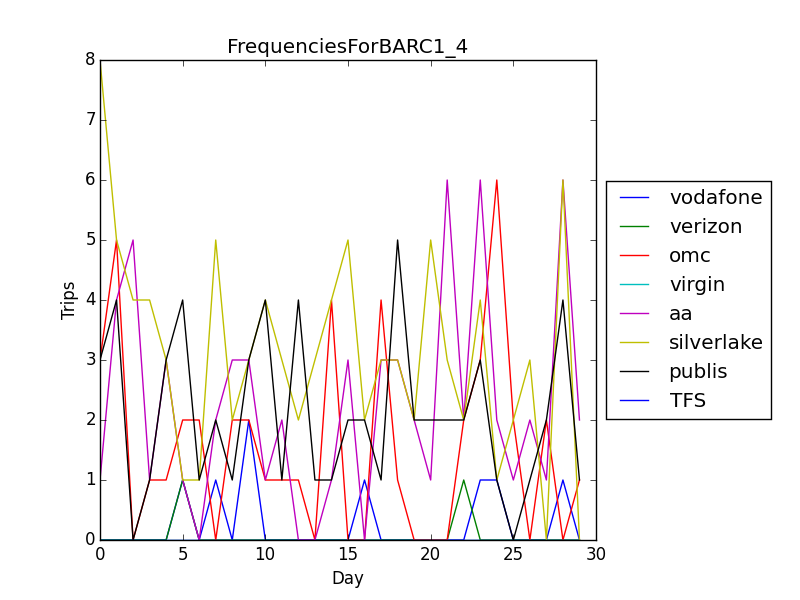 FrequenciesForBARC1_4
8
7
6
5
4
3
2
1
0
Trips
0 5 10 15 20 25 30
Day
vodafone
verizon
omc
virgin
aa
silverlake
publis
TFS